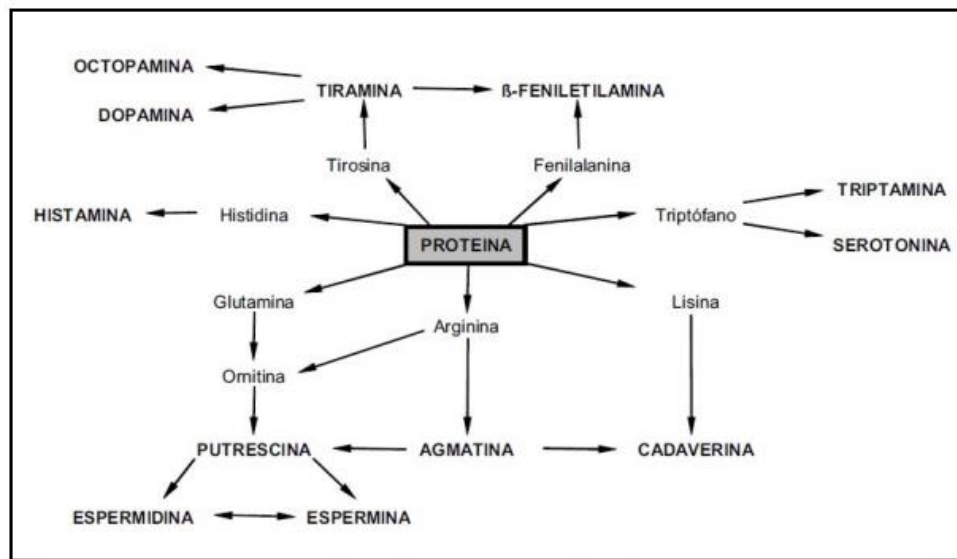 OCTOPAMINA
TIRAMINA
ß-FENILETILAMINA
DOPAMINA
Tirosina
Fenilalanina
TRIPTAMINA
HISTAMINA
Histidina
Triptófano
PROTEINA
SEROTONINA
Glutamina
Lisina
Arginina
Ornitina
PUTRESCINA
AGMATINA
CADAVERINA
ESPERMIDINA
ESPERMINA